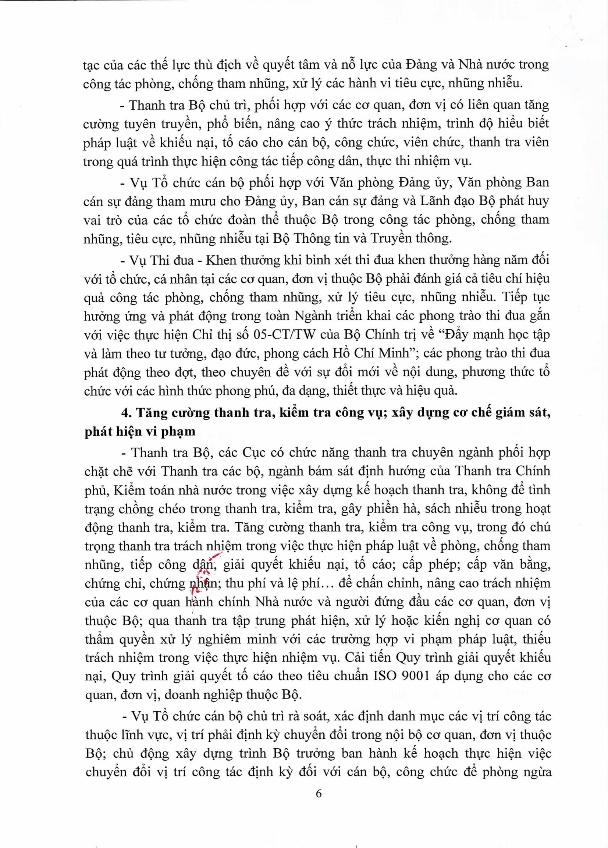 tạc của các thế lực thù địch về quyết tâm và nỗ lực của Đảng và Nhà nước trong
công tác phòng, chống tham nhũng, xử lý các hành vi tiêu cực, nhũng nhiễu.
- Thanh tra Bộ chủ trì, phối hợp với các cơ quan, đơn vị có liên quan tăng
cường tuyên truyền, phổ biến, nâng cao ý thức trách nhiệm, trình độ hiểu biết
pháp luật về khiếu nại, tố cáo cho cán bộ, công chức, viên chức, thanh tra viên
trong quá trình thực hiện công tác tiếp công dân, thực thi nhiệm vụ.
- Vụ Tổ chức cán bộ phối hợp với Văn phòng Đảng ủy, Văn phòng Ban
cán sự đảng tham mưu cho Đảng ủy, Ban cán sự đảng và Lãnh đạo Bộ phát huy
vai trò của các tổ chức đoàn thể thuộc Bộ trong công tác phòng, chống tham
nhũng, tiêu cực, nhũng nhiễu tại Bộ Thông tin và Truyền thông.
- Vụ Thi đua - Khen thưởng khi bình xét thi đua khen thưởng hàng năm đối
với tổ chức, cá nhân tại các cơ quan, đơn vị thuộc Bộ phải đánh giá cả tiêu chí hiệu
quả công tác phòng, chống tham nhũng, xử lý tiêu cực, nhũng nhiễu. Tiếp tục
hưởng ứng và phát động trong toàn Ngành triển khai các phong trào thi đua gắn
với việc thực hiện Chỉ thị số 05-CT/TW của Bộ Chính trị về “Đẩy mạnh học tập
và làm theo tư tưởng, đạo đức, phong cách Hồ Chí Minh”; các phong trào thi đua
phát động theo đợt, theo chuyên đề với sự đổi mới về nội dung, phương thức tổ
chức với các hình thức phong phú, đa dạng, thiết thực và hiệu quả.
4. Tăng cường thanh tra, kiểm tra công vụ; xây dựng cơ chế giám sát,
phát hiện vi phạm
- Thanh tra Bộ, các Cục có chức năng thanh tra chuyên ngành phối hợp
chặt chẽ với Thanh tra các bộ, ngành bám sát định hướng của Thanh tra Chính
phủ, Kiểm toán nhà nước trong việc xây dựng kế hoạch thanh tra, không để tình
trạng chồng chéo trong thanh tra, kiểm tra, gây phiền hà, sách nhiễu trong hoạt
động thanh tra, kiểm tra. Tăng cường thanh tra, kiểm tra công vụ, trong đó chú
trọng thanh tra trách nhiệm trong việc thực hiện pháp luật về phòng, chống tham
nhũng, tiếp công dân, giải quyết khiếu nại, tố cáo; cấp phép; cấp văn bằng,
chứng chỉ, chứng nhận; thu phí và lệ phí… để chấn chỉnh, nâng cao trách nhiệm
của các cơ quan hành chính Nhà nước và người đứng đầu các cơ quan, đơn vị
thuộc Bộ; qua thanh tra tập trung phát hiện, xử lý hoặc kiến nghị cơ quan có
thẩm quyền xử lý nghiêm minh với các trường hợp vi phạm pháp luật, thiếu
trách nhiệm trong việc thực hiện nhiệm vụ. Cải tiến Quy trình giải quyết khiếu
nại, Quy trình giải quyết tố cáo theo tiêu chuẩn ISO 9001 áp dụng cho các cơ
quan, đơn vị, doanh nghiệp thuộc Bộ.
- Vụ Tổ chức cán bộ chủ trì rà soát, xác định danh mục các vị trí công tác
thuộc lĩnh vực, vị trí phải định kỳ chuyển đổi trong nội bộ cơ quan, đơn vị thuộc
Bộ; chủ động xây dựng trình Bộ trưởng ban hành kế hoạch thực hiện việc
chuyển đổi vị trí công tác định kỳ đối với cán bộ, công chức để phòng ngừa
6